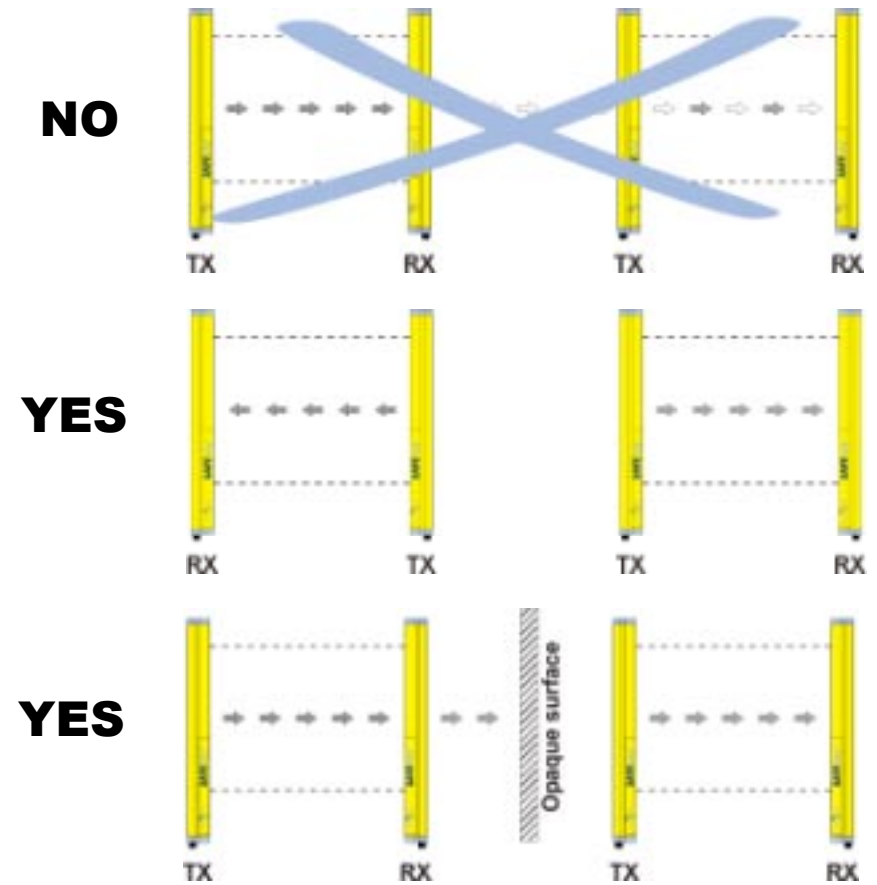 NO
TX RX TX RX
YES
RX TX TX RX
YES
Opaque surface
TX RX TX RX